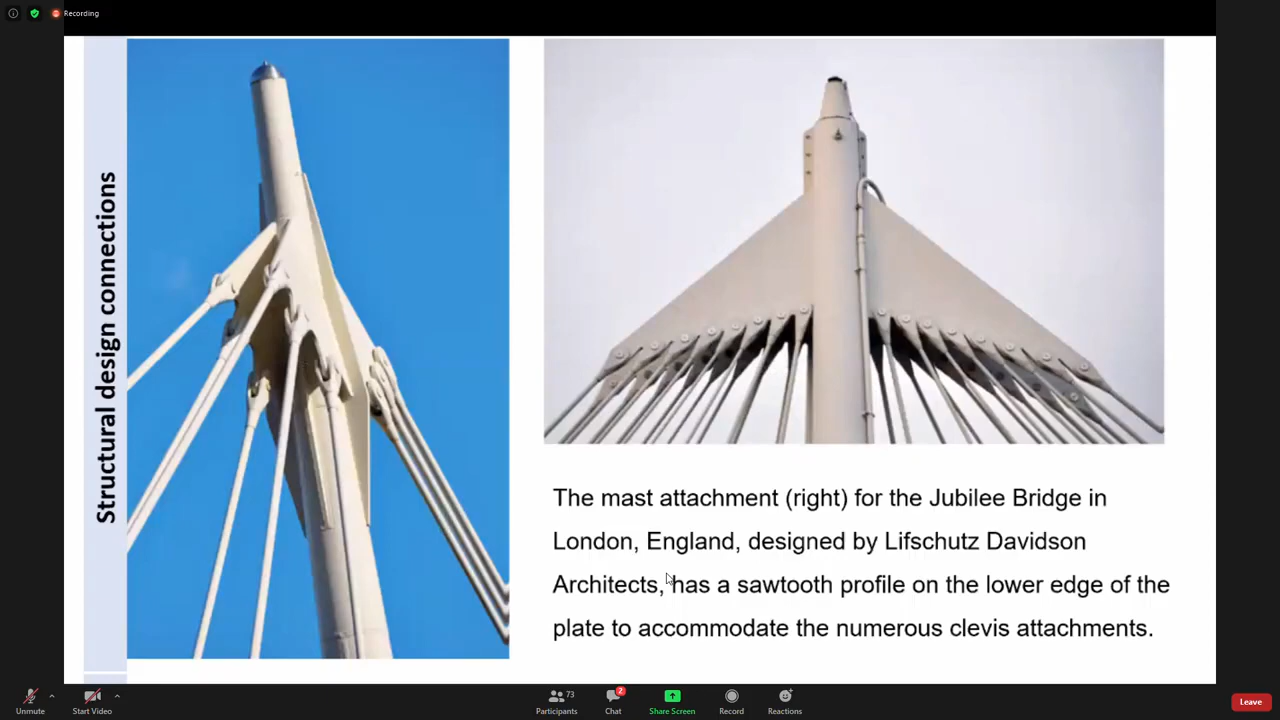 Recording
Structural design connections
The mast attachment (right) for the Jubilee Bridge in
London, England, designed by Lifschutz Davidson
Architects, has a sawtooth profile on the lower edge of the
plate to accommodate the numerous clevis attachments.
Unmute
Start Video
73
Participants
2
Chat
Share Screen
Record
Reactions
Leave